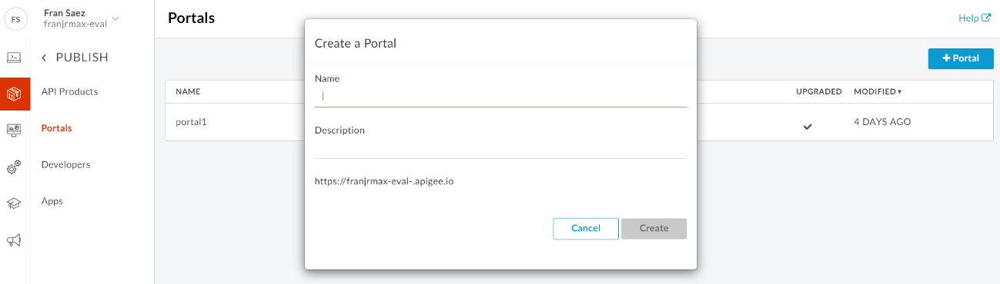 FS
Fran Saez
franjrmax-eval
Portals
Help
PUBLISH
API Products
Portals
Developers
Apps
+ Portal
NAME
UPGRADED
MODIFIED ▾
portal1
✓
4 DAYS AGO
Create a Portal
Name
Description
https://franjrmax-eval-.apigee.io
Cancel
Create